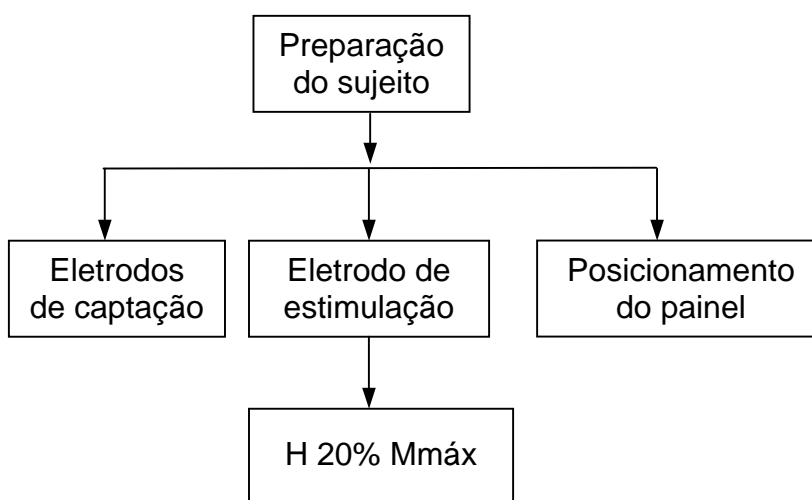 Preparação
do sujeito
Eletrodos
de captação
Eletrodo de
estimulação
Posicionamento
do painel
H 20% Mmáx